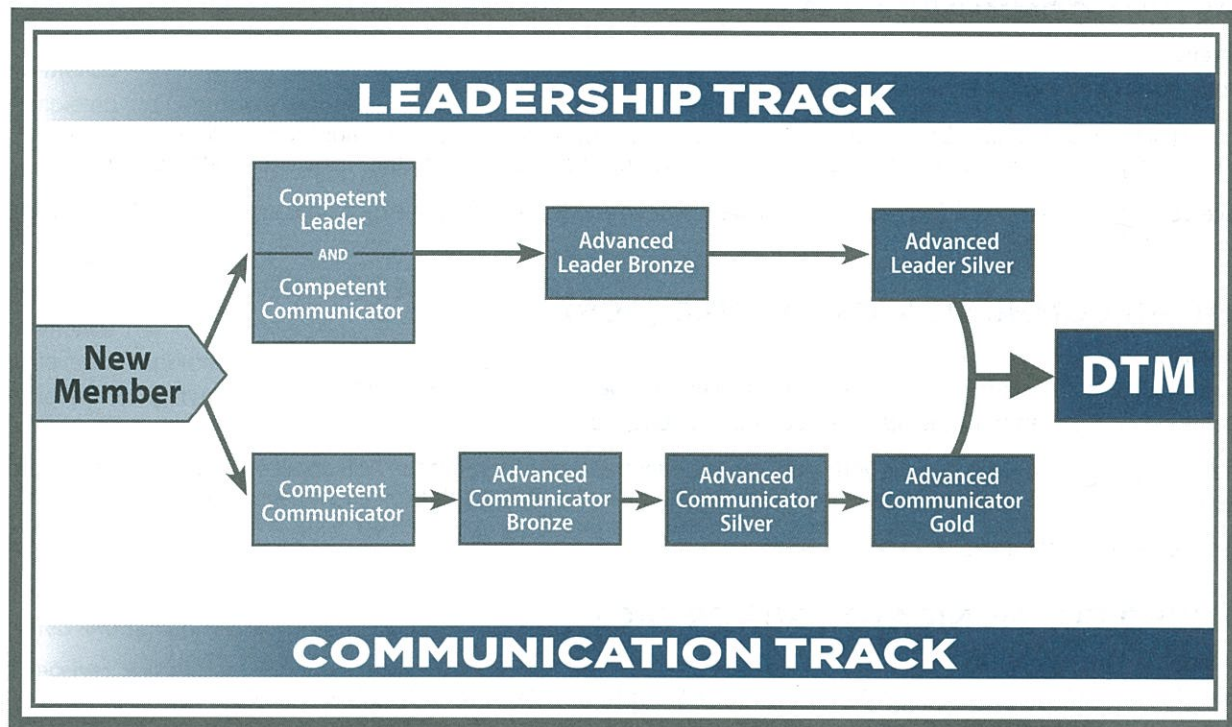 LEADERSHIP TRACK
Competent
Leader
AND
Competent
Communicator
Advanced
Leader Bronze
Advanced
Leader Silver
New
Member
DTM
Competent
Communicator
Advanced
Communicator
Bronze
Advanced
Communicator
Silver
Advanced
Communicator
Gold
COMMUNICATION TRACK